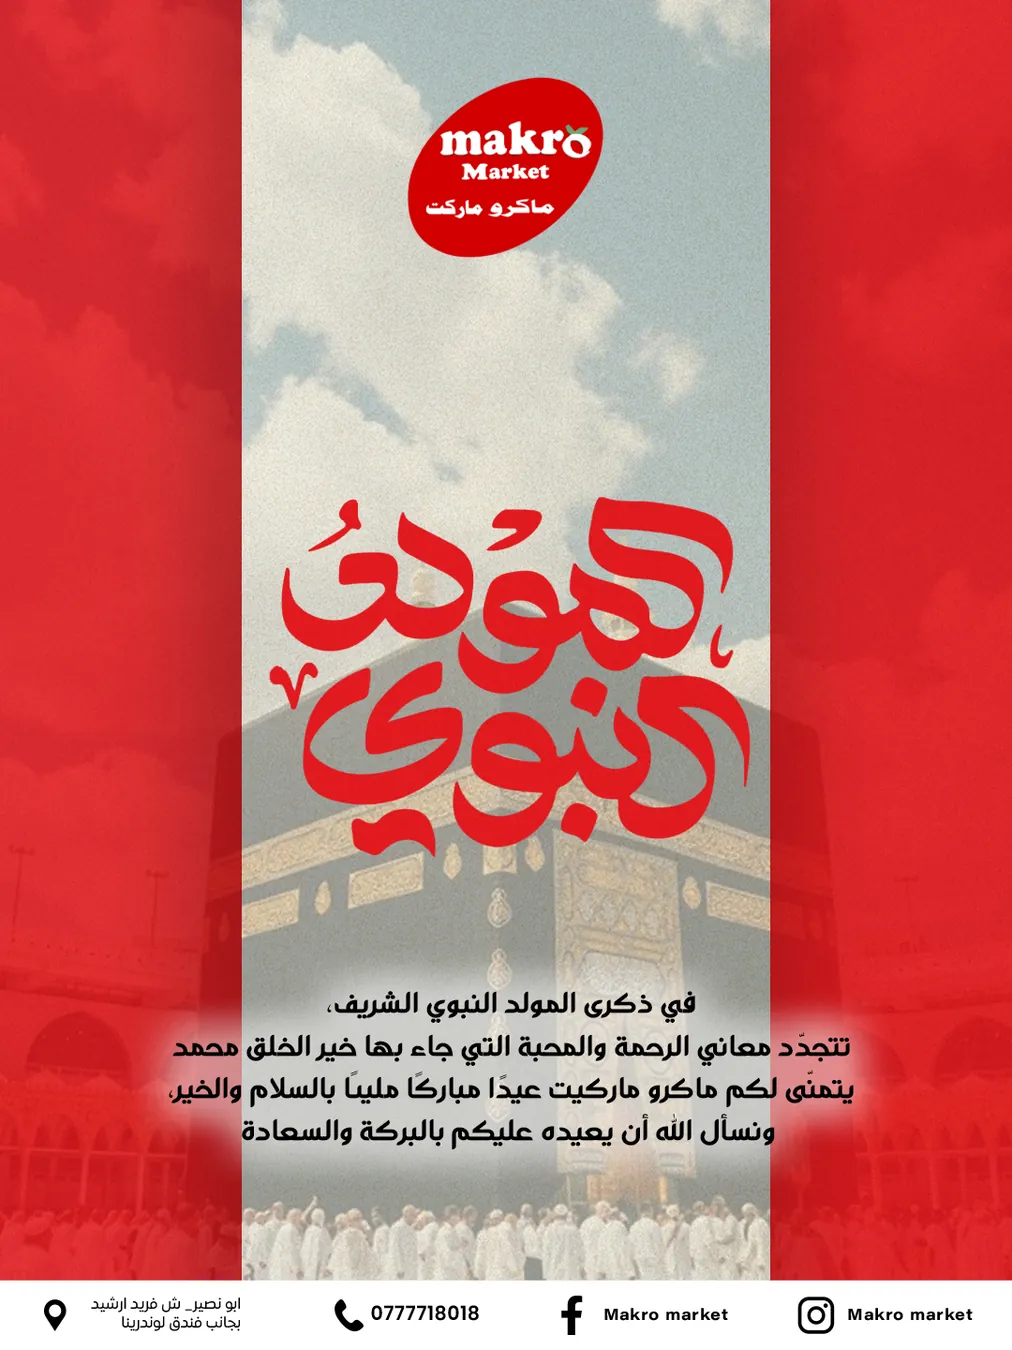 makro
Market
ماكرو ماركت
المولد
النبوي
في ذكرى المولد النبوي الشريف،
تتجدّد معاني الرحمة والمحبة التي جاء بها خير الخلق محمد
يتمنّى لكم ماكرو ماركيت عيدًا مباركًا مليئًا بالسلام والخير،
ونسأل الله أن يعيده عليكم بالبركة والسعادة
ابو نصير_ ش فريد ارشيد
بجانب فندق لوندرينا
0777718018
Makro market
Makro market